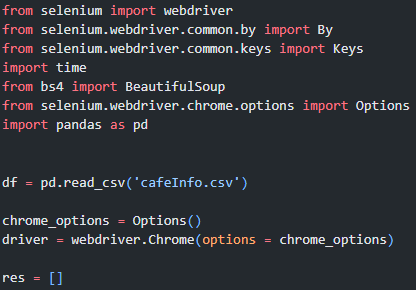 from selenium import webdriver
from selenium.webdriver.common.by import By
from selenium.webdriver.common.keys import Keys
import time
from bs4 import BeautifulSoup
from selenium.webdriver.chrome.options import Options
import pandas as pd
df = pd.read_csv('cafeInfo.csv')
chrome_options = Options()
driver = webdriver.Chrome(options = chrome_options)
res = []